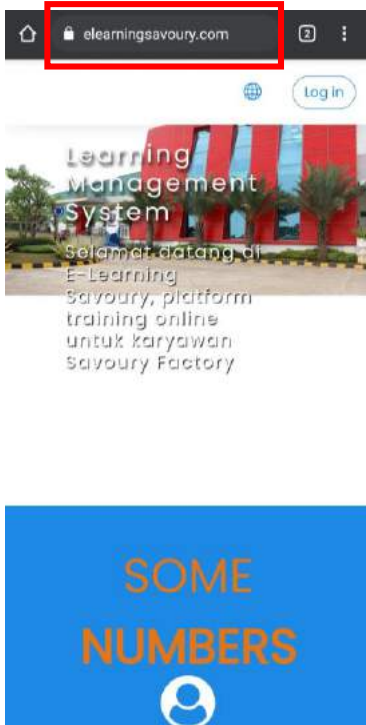 elearningsavoury.com
2
Log in
Learning
Management
System
Selamat datang di
E-Learning
Savoury, platform
training online
untuk karyawan
Savoury Factory
SOME
NUMBERS